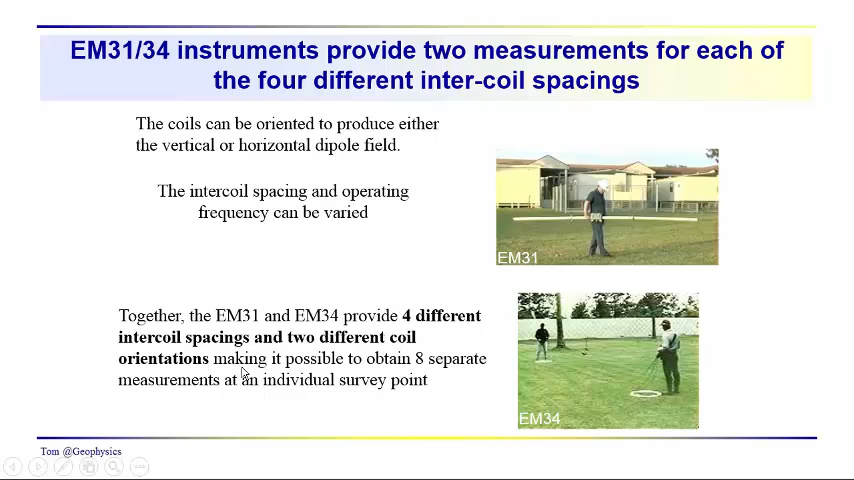 EM31/34 instruments provide two measurements for each of
the four different inter-coil spacings
The coils can be oriented to produce either
the vertical or horizontal dipole field.
The intercoil spacing and operating
frequency can be varied
EM31
Together, the EM31 and EM34 provide 4 different
intercoil spacings and two different coil
orientations making it possible to obtain 8 separate
measurements at an individual survey point
EM34
Tom @Geophysics